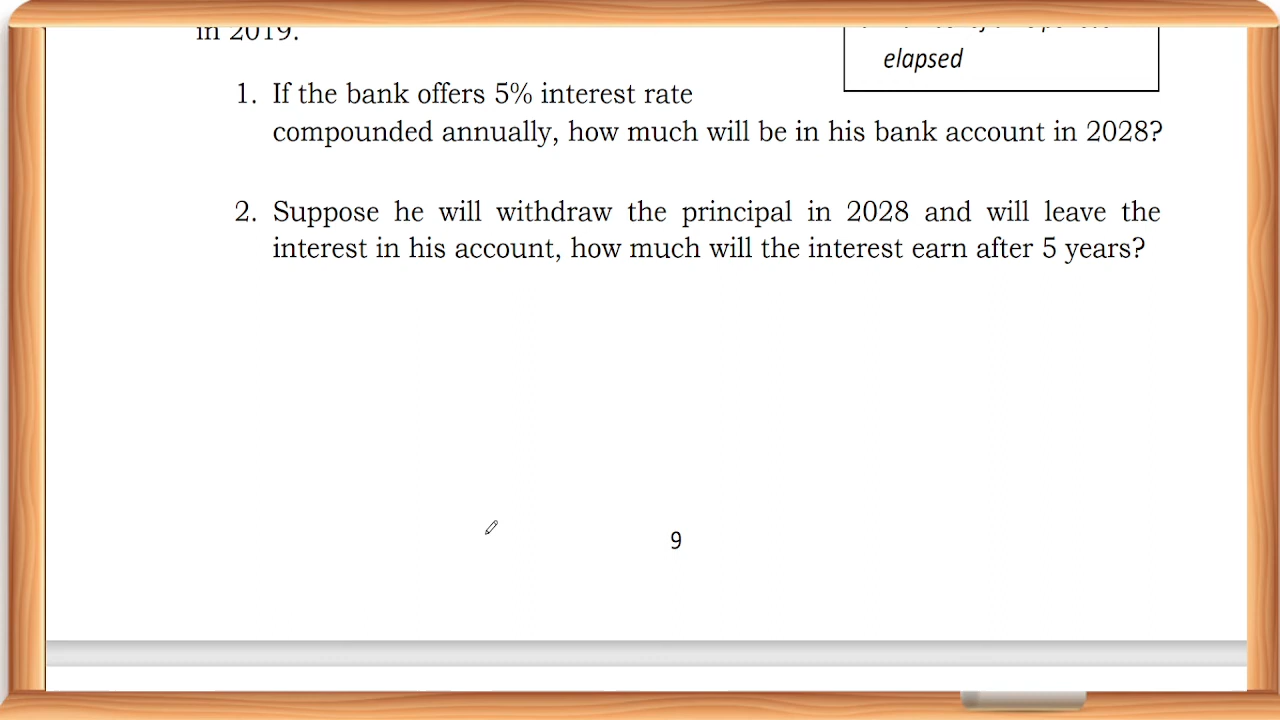 in 2019.
elapsed
1. If the bank offers 5% interest rate
compounded annually, how much will be in his bank account in 2028?
2. Suppose he will withdraw the principal in 2028 and will leave the
interest in his account, how much will the interest earn after 5 years?
9